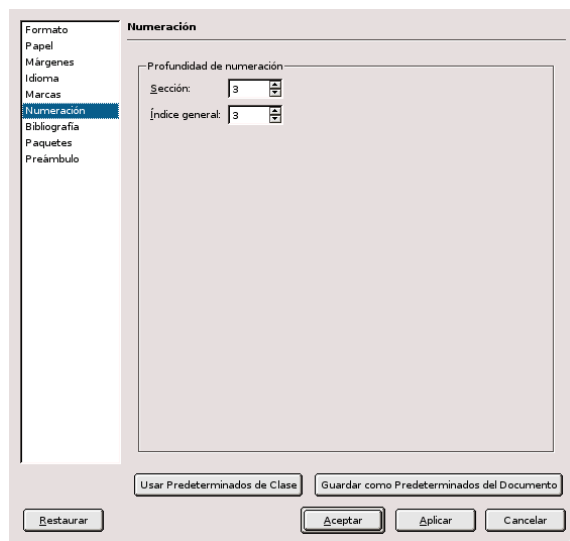 Formato
Papel
Márgenes
Idioma
Marcas
Numeración
Bibliografía
Paquetes
Preámbulo
Numeración
Profundidad de numeración
Sección: 3
Índice general: 3
Usar Predeterminados de Clase
Guardar como Predeterminados del Documento
Restaurar
Aceptar
Aplicar
Cancelar